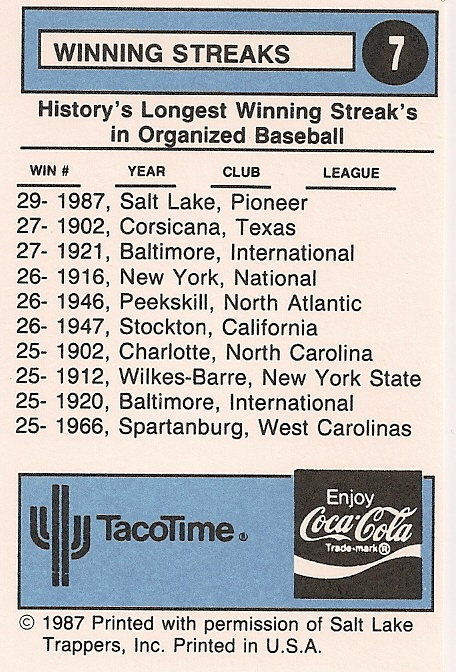 WINNING STREAKS 7
History's Longest Winning Streak's
in Organized Baseball
WIN # YEAR CLUB LEAGUE
29- 1987, Salt Lake, Pioneer
27- 1902, Corsicana, Texas
27- 1921, Baltimore, International
26- 1916, New York, National
26- 1946, Peekskill, North Atlantic
26- 1947, Stockton, California
25- 1902, Charlotte, North Carolina
25- 1912, Wilkes-Barre, New York State
25- 1920, Baltimore, International
25- 1966, Spartanburg, West Carolinas
TacoTime®
Enjoy
Coca-Cola
Trade-mark®
© 1987 Printed with permission of Salt Lake
Trappers, Inc. Printed in U.S.A.